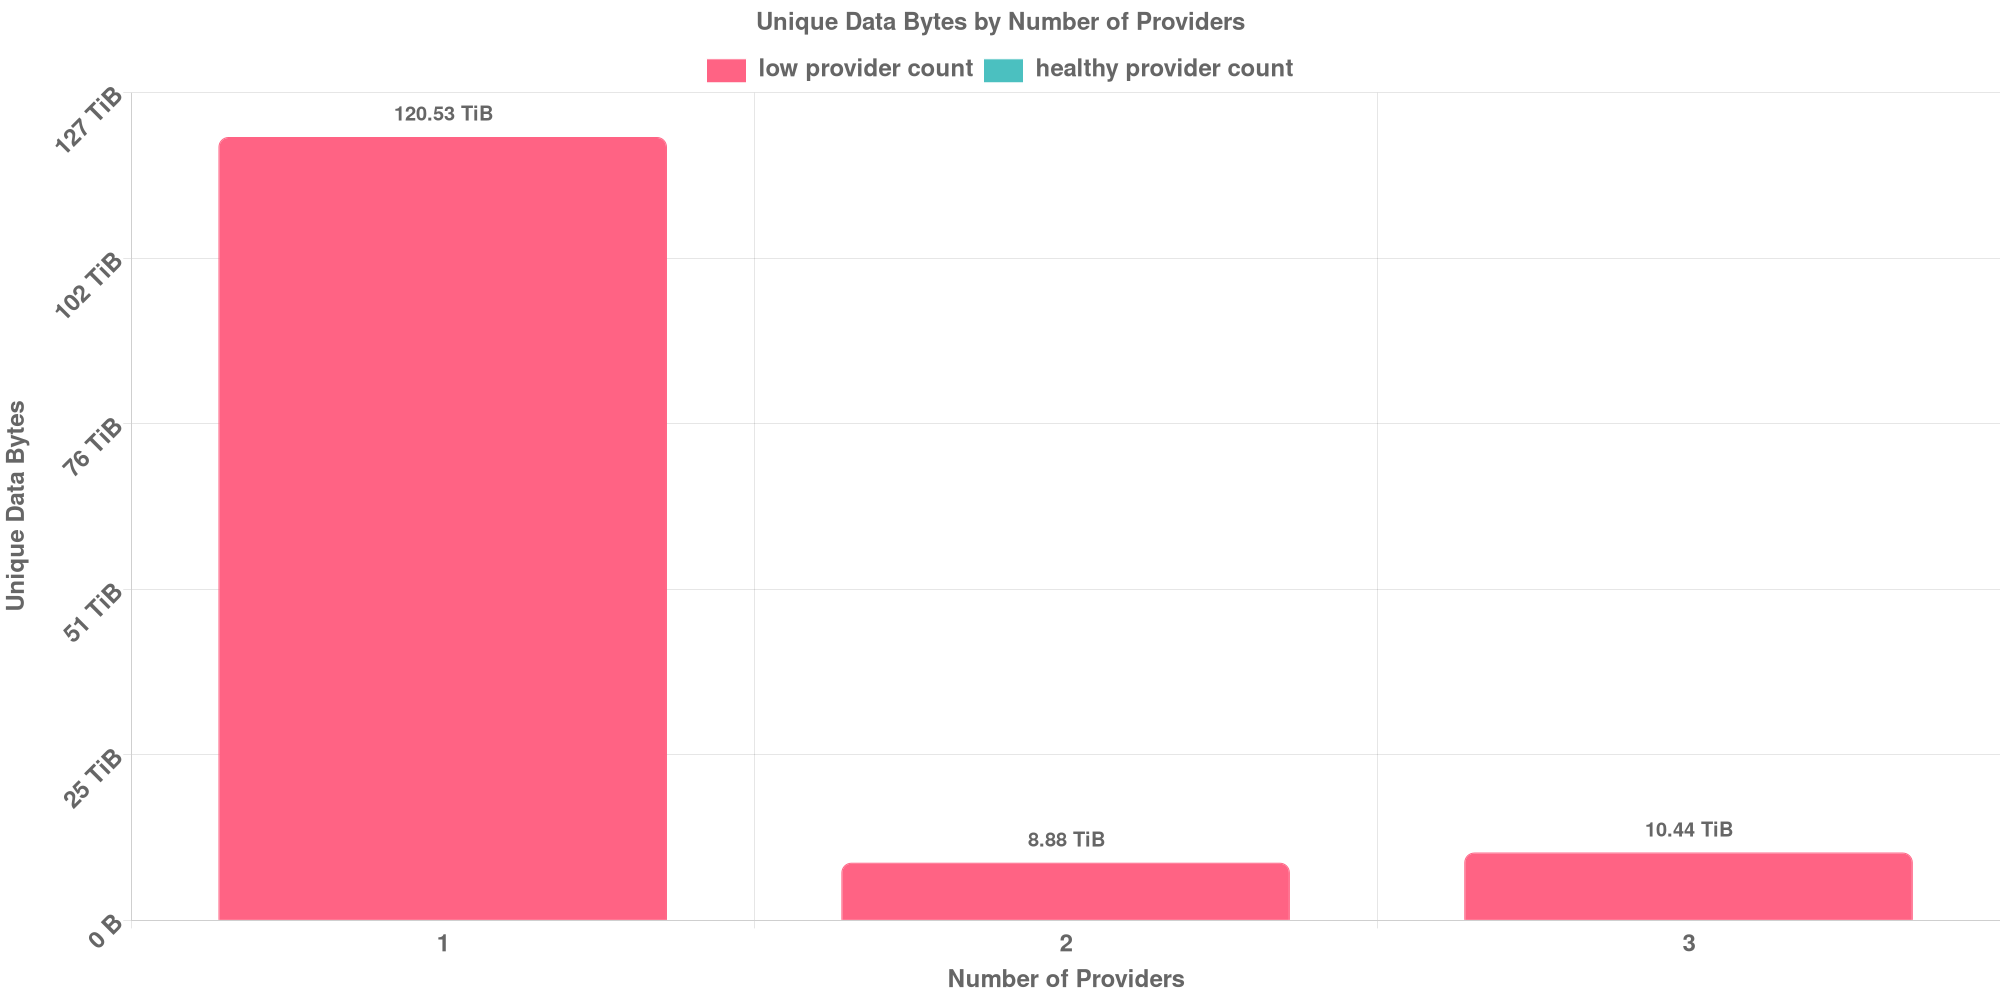 Unique Data Bytes by Number of Providers
low provider count healthy provider count
127 TiB
102 TiB
76 TiB
51 TiB
25 TiB
0 B
Unique Data Bytes
120.53 TiB
8.88 TiB
10.44 TiB
1 2 3
Number of Providers